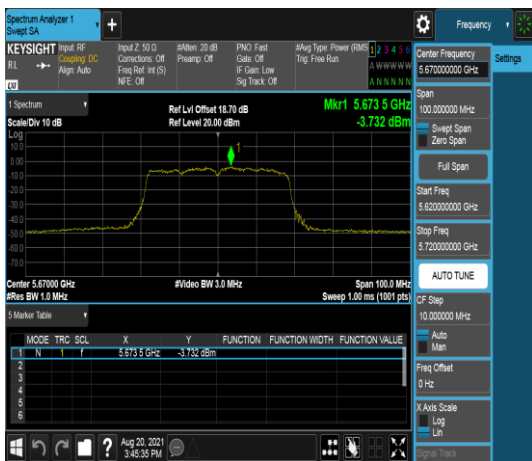 Spectrum Analyzer 1
Swept SA
+
Frequency
KEYSIGHT
RL
LXI
Input: RF
Coupling: DC
Align: Auto
Input Z: 50 Ω
Corrections: Off
Freq Ref: Int (S)
NFE: Off
#Atten: 20 dB
Preamp: Off
PNO: Fast
Gate: Off
IF Gain: Low
Sig Track: Off
#Avg Type: Power (RMS
Trig: Free Run
1 2 3 4 5 6
A W W W W W
A N N N N N
1 Spectrum
Scale/Div 10 dB
Ref Lvl Offset 18.70 dB
Ref Level 20.00 dBm
Mkr1 5.673 5 GHz
-3.732 dBm
Log
10.0
0.00
-10.0
-20.0
-30.0
-40.0
-50.0
-60.0
-70.0
1
Center 5.67000 GHz
#Res BW 1.0 MHz
#Video BW 3.0 MHz
Span 100.0 MHz
Sweep 1.00 ms (1001 pts)
5 Marker Table
MODE TRC SCL X Y FUNCTION FUNCTION WIDTH FUNCTION VALUE
1 N 1 f 5.673 5 GHz -3.732 dBm
2
3
4
5
6
Aug 20, 2021
3:45:35 PM
Settings
Center Frequency
5.670000000 GHz
Span
100.000000 MHz
Swept Span
Zero Span
Full Span
Start Freq
5.620000000 GHz
Stop Freq
5.720000000 GHz
AUTO TUNE
CF Step
10.000000 MHz
Auto
Man
Freq Offset
0 Hz
X Axis Scale
Log
Lin
Signal Track